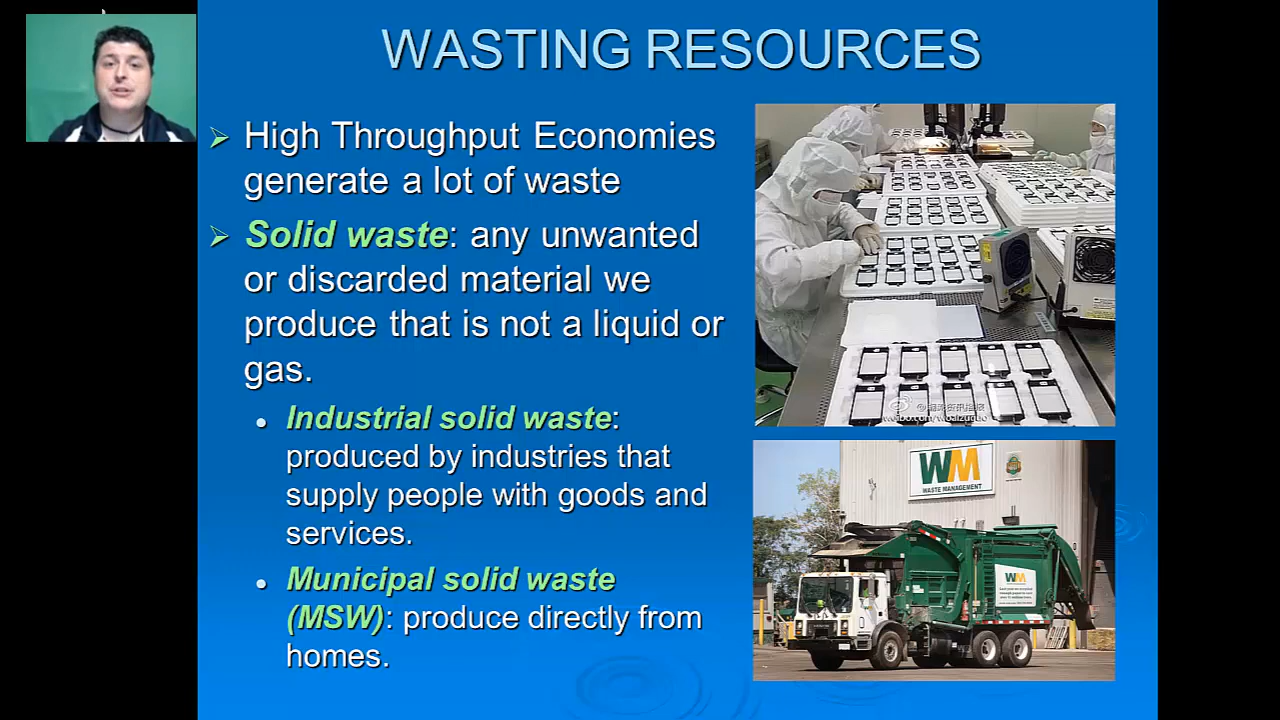 WASTING RESOURCES
High Throughput Economies
generate a lot of waste
Solid waste: any unwanted
or discarded material we
produce that is not a liquid or
gas.
Industrial solid waste:
produced by industries that
supply people with goods and
services.
Municipal solid waste
(MSW): produce directly from
homes.
WM
WASTE MANAGEMENT
WM